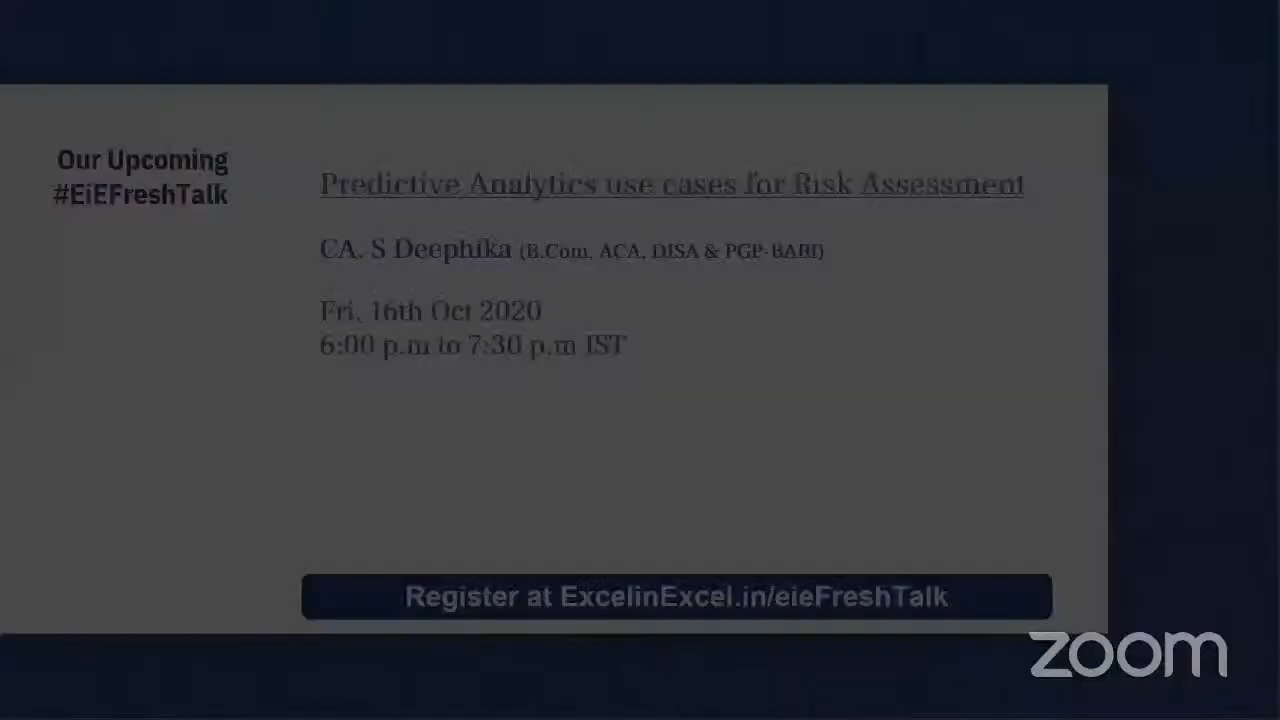 Our Upcoming
#EiEFreshTalk
Predictive Analytics use cases for Risk Assessment
CA. S Deephika (B.Com, ACA, DISA & PGP-BABI)
Fri, 16th Oct 2020
6:00 p.m to 7:30 p.m IST
Register at ExcelinExcel.in/eieFreshTalk
zoom